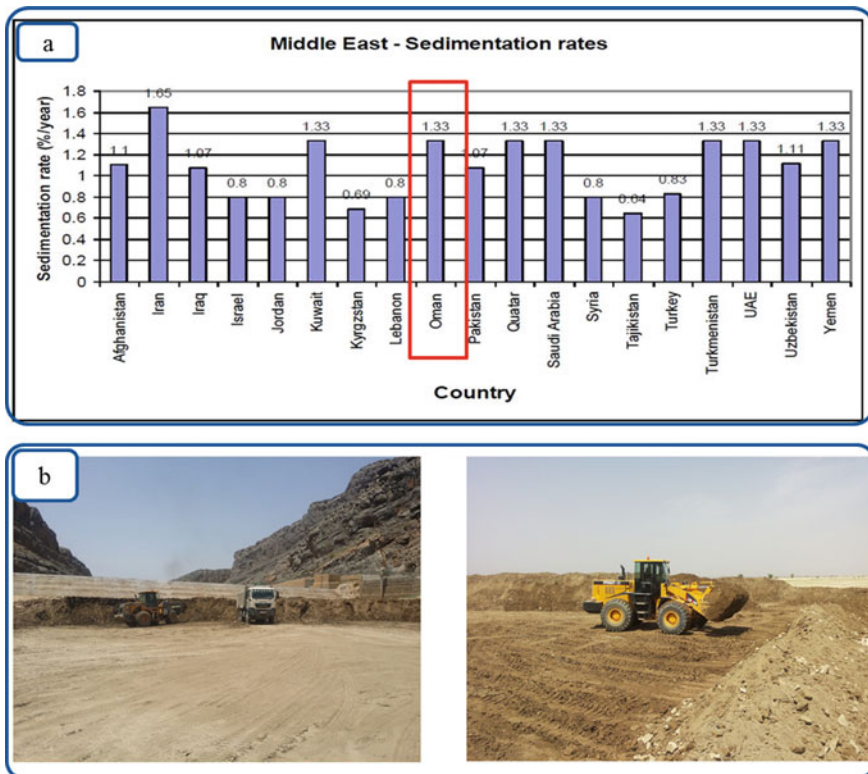 a
Middle East - Sedimentation rates
Sedimentation rate (%/year)
1.8
1.6
1.4
1.2
1
0.8
0.6
0.4
0.2
0
1.1
1.65
1.07
0.8
0.8
1.33
0.69
0.8
1.33
1.07
1.33
1.33
0.8
0.64
0.83
1.33
1.33
1.11
1.33
Afghanistan
Iran
Iraq
Israel
Jordan
Kuwait
Kyrgzstan
Lebanon
Oman
Pakistan
Quatar
Saudi Arabia
Syria
Tajikistan
Turkey
Turkmenistan
UAE
Uzbekistan
Yemen
Country
b